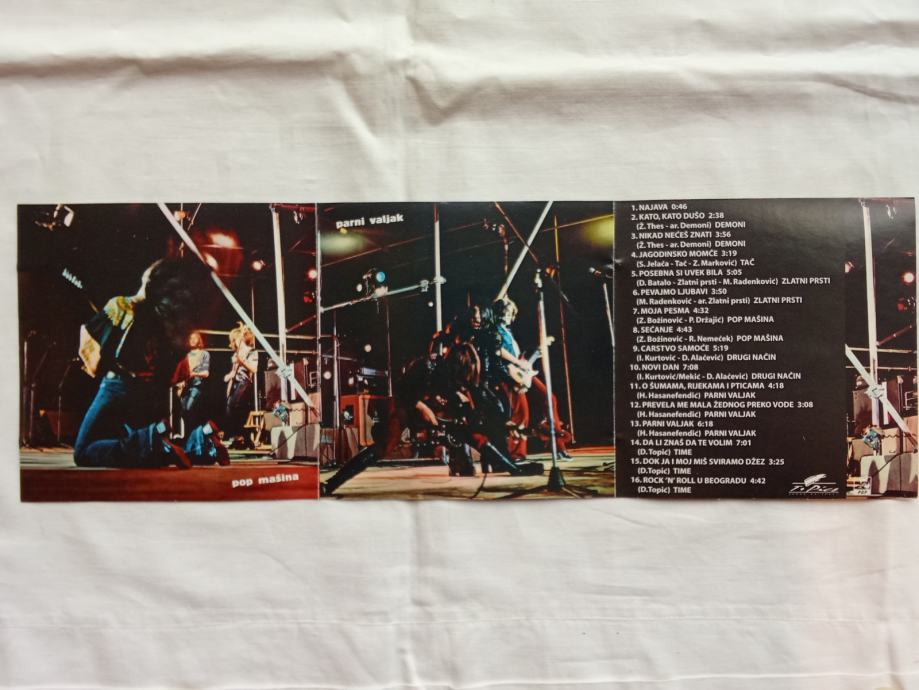 pop mašina
parni valjak
1. NAJAVA 0:46
2. KATO, KATO DUŠO 2:38
(Ž. Thes - ar. Demoni) DEMONI
3. NIKAD NEĆEŠ ZNATI 3:56
(Ž. Thes - ar. Demoni) DEMONI
4. JAGODINSKO MOMČE 3:19
(S. Jelača - Tač - Z. Marković) TAČ
5. POSEBNA SI UVEK BILA 5:05
(D. Batalo - Zlatni prsti - M. Radenković) ZLATNI PRSTI
6. PEVAJMO LJUBAVI 3:50
(M. Radenković - ar. Zlatni prsti) ZLATNI PRSTI
7. MOJA PESMA 4:32
(Z. Božinović - P. Držajić) POP MAŠINA
8. SEĆANJE 4:43
(Z. Božinović - R. Nemeček) POP MAŠINA
9. CARSTVO SAMOĆE 5:19
(I. Kurtović - D. Alačević) DRUGI NAČIN
10. NOVI DAN 7:08
(I. Kurtović/Mekic - D. Alačević) DRUGI NAČIN
11. O ŠUMAMA, RIJEKAMA I PTICAMA 4:18
(H. Hasanefendić) PARNI VALJAK
12. PREVELA ME MALA ŽEDNOG PREKO VODE 3:08
(H. Hasanefendić) PARNI VALJAK
13. PARNI VALJAK 6:18
(H. Hasanefendić) PARNI VALJAK
14. DA LI ZNAŠ DA TE VOLIM 7:01
(D.Topić) TIME
15. DOK JA I MOJ MIŠ SVIRAMO DŽEZ 3:25
(D.Topić) TIME
16. ROCK 'N' ROLL U BEOGRADU 4:42
(D.Topić) TIME